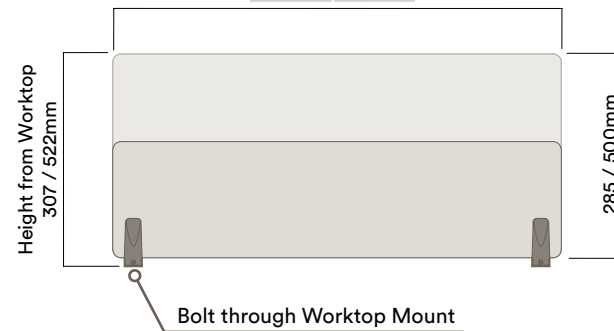 Height from Worktop
307 / 522mm
285 / 500mm
Bolt through Worktop Mount